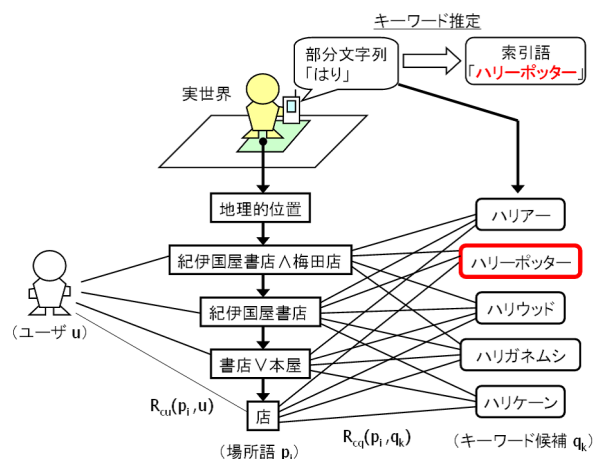 キーワード推定
部分文字列
「はり」
索引語
「ハリーポッター」
実世界
地理的位置
ハリアー
紀伊国屋書店∧梅田店
ハリーポッター
紀伊国屋書店
ハリウッド
(ユーザ u)
書店∨本屋
ハリガネムシ
Rcu(pi,u)
店
ハリケーン
(場所語 pi)
Rcq(pi,qk)
(キーワード候補 qk)